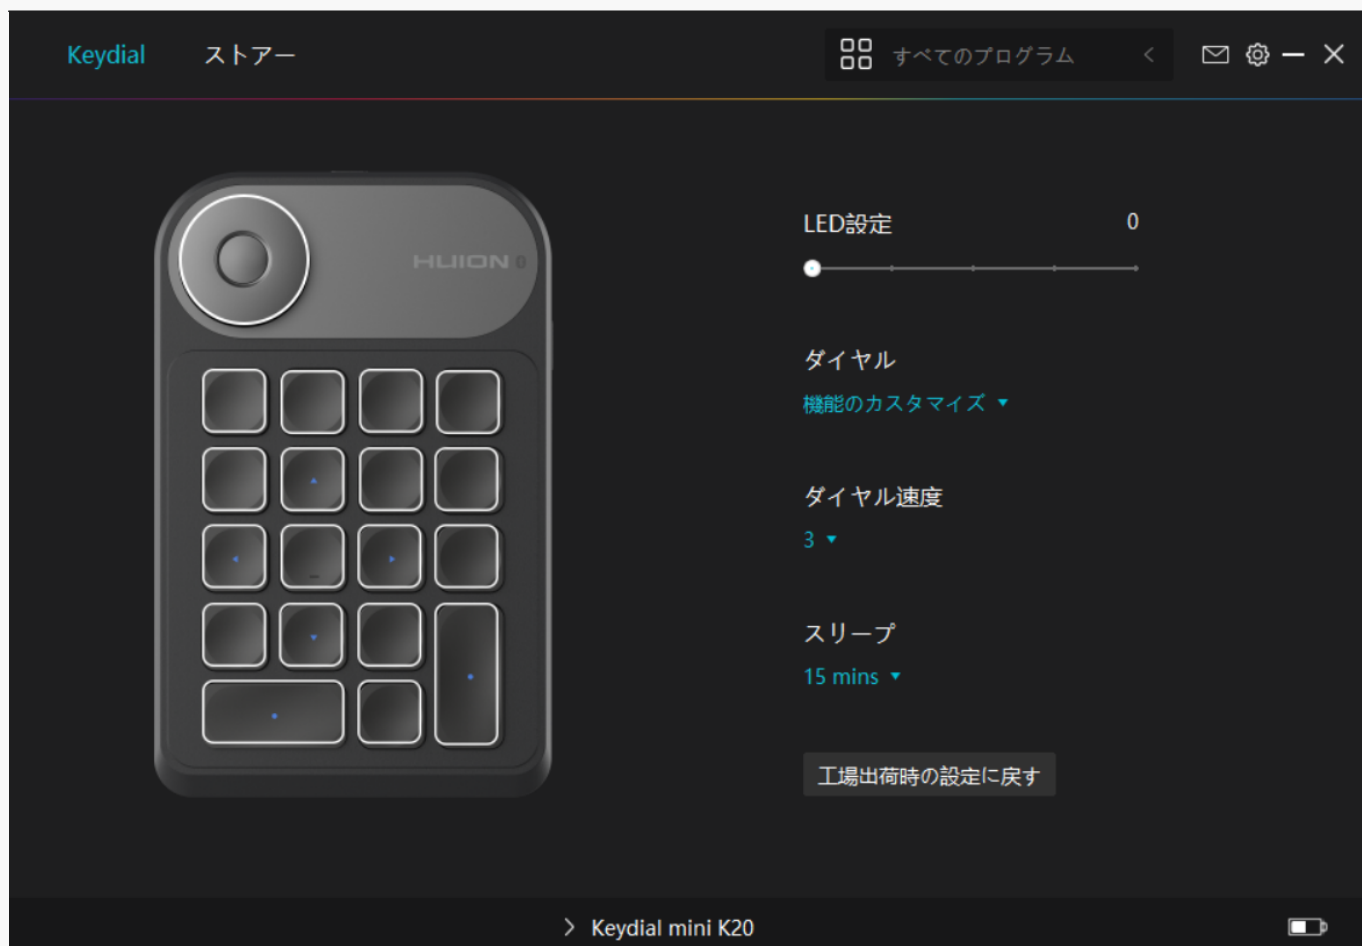 Keydial ストアー すべてのプログラム
HUION
LED設定 0
ダイヤル
機能のカスタマイズ
ダイヤル速度
3
スリープ
15 mins
工場出荷時の設定に戻す
Keydial mini K20